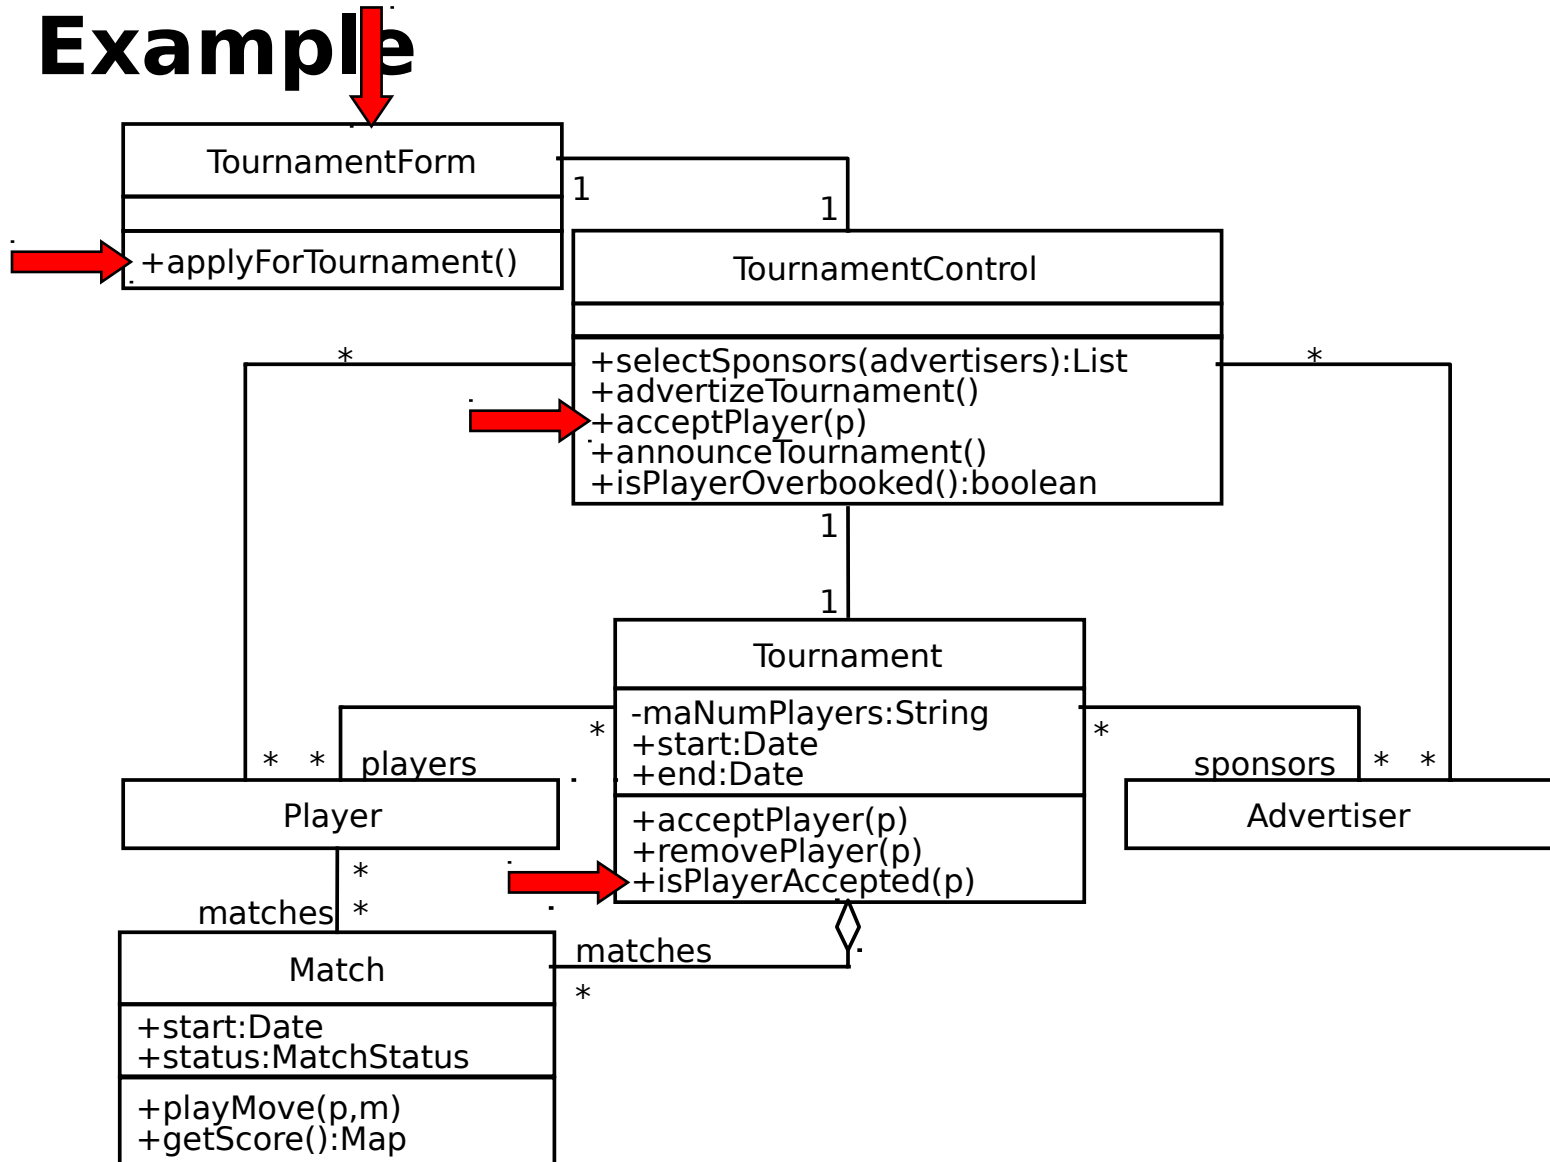 Example
TournamentForm
1
1
+applyForTournament()
TournamentControl
*
*
+selectSponsors(advertisers):List
+advertizeTournament()
+acceptPlayer(p)
+announceTournament()
+isPlayerOverbooked():boolean
1
1
Tournament
-maNumPlayers:String
+start:Date
+end:Date
*
*
* * players
sponsors * *
Player
Advertiser
+acceptPlayer(p)
+removePlayer(p)
+isPlayerAccepted(p)
*
matches *
matches
*
Match
+start:Date
+status:MatchStatus
+playMove(p,m)
+getScore():Map